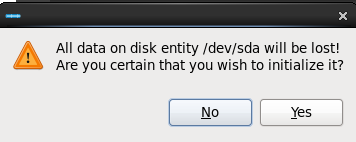 All data on disk entity /dev/sda will be lost!
Are you certain that you wish to initialize it?
No
Yes